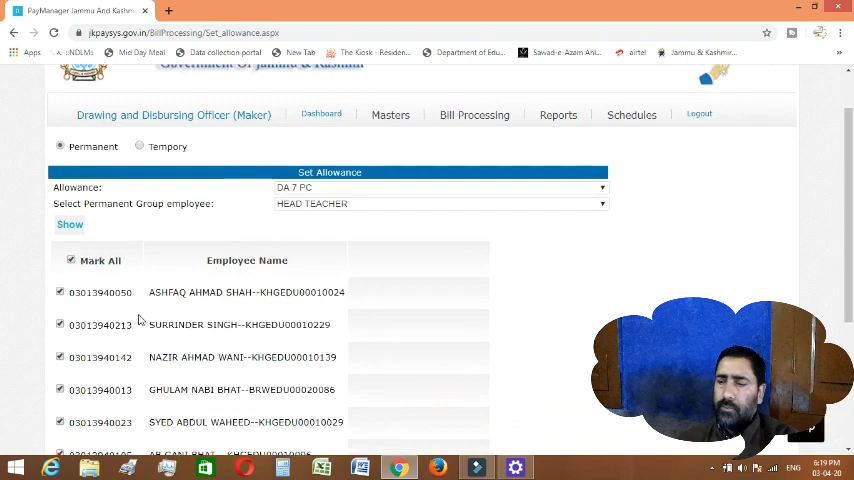 PayManager Jammu And Kashm
jkpaysys.gov.in/BillProcessing/Set_allowance.aspx
Apps
.::NDLM::.
Mid Day Meal
Data collection portal
New Tab
The Kiosk - Residen...
Department of Edu...
Sawad-e-Azam Ahl...
airtel
Jammu & Kashmir...
Government of Jammu & Kashmir
Drawing and Disbursing Officer (Maker)
Dashboard
Masters
Bill Processing
Reports
Schedules
Logout
Permanent
Tempory
Set Allowance
Allowance:
DA 7 PC
Select Permanent Group employee:
HEAD TEACHER
Show
Mark All
Employee Name
03013940050 ASHFAQ AHMAD SHAH--KHGEDU00010024
03013940213 SURRINDER SINGH--KHGEDU00010229
03013940142 NAZIR AHMAD WANI--KHGEDU00010139
03013940013 GHULAM NABI BHAT--BRWEDU00020086
03013940023 SYED ABDUL WAHEED--KHGEDU00010029
ENG
6:19 PM
03-04-20